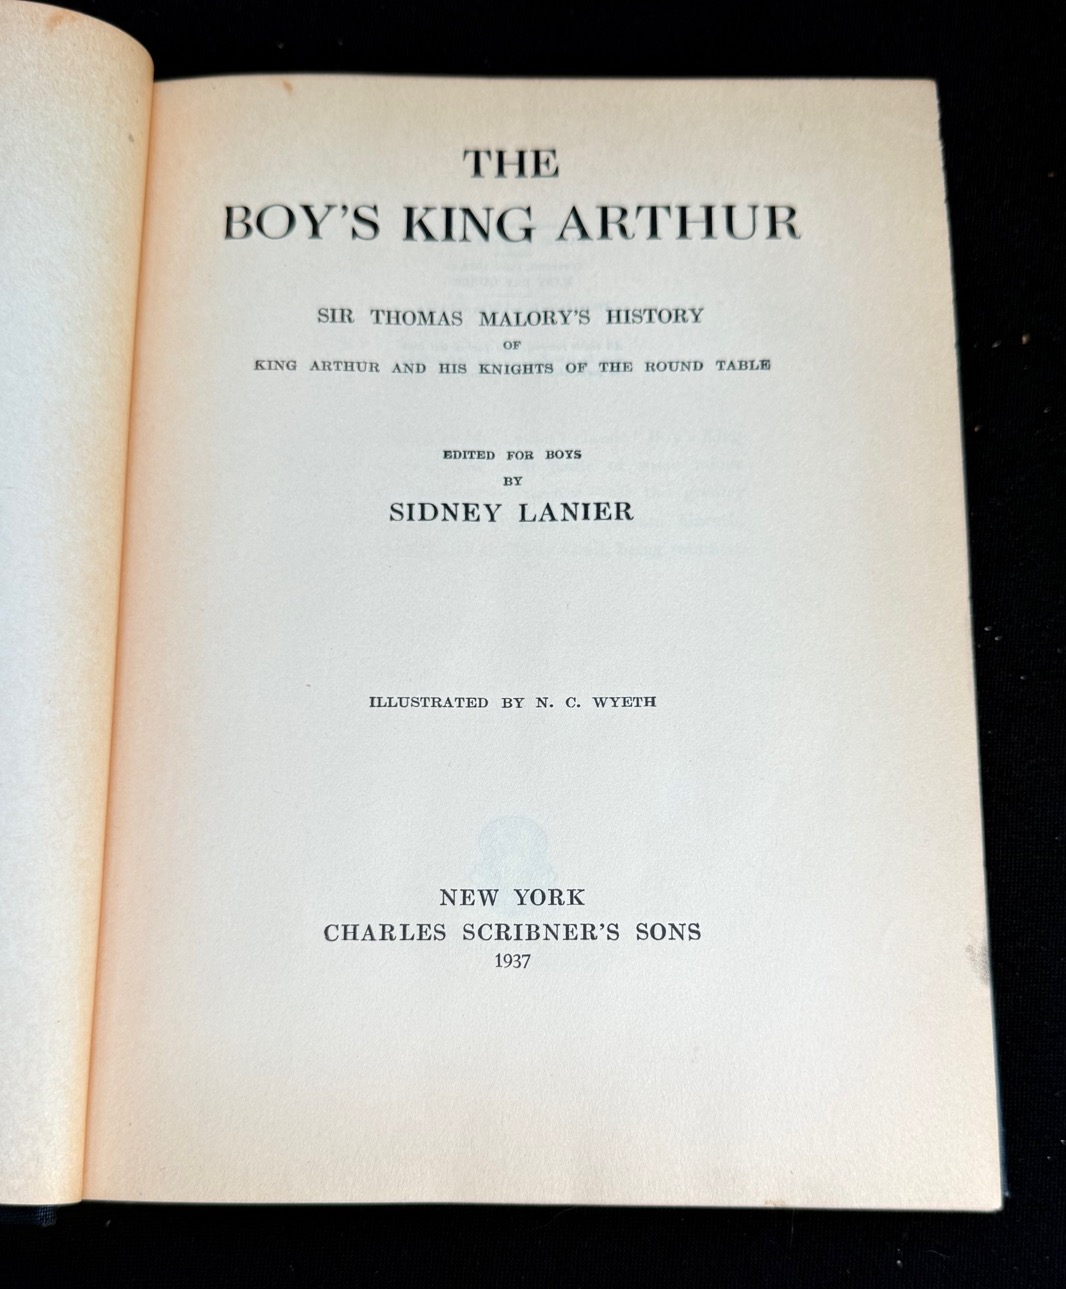 THE
BOY'S KING ARTHUR
SIR THOMAS MALORY'S HISTORY
OF
KING ARTHUR AND HIS KNIGHTS OF THE ROUND TABLE
EDITED FOR BOYS
BY
SIDNEY LANIER
ILLUSTRATED BY N. C. WYETH
NEW YORK
CHARLES SCRIBNER'S SONS
1937